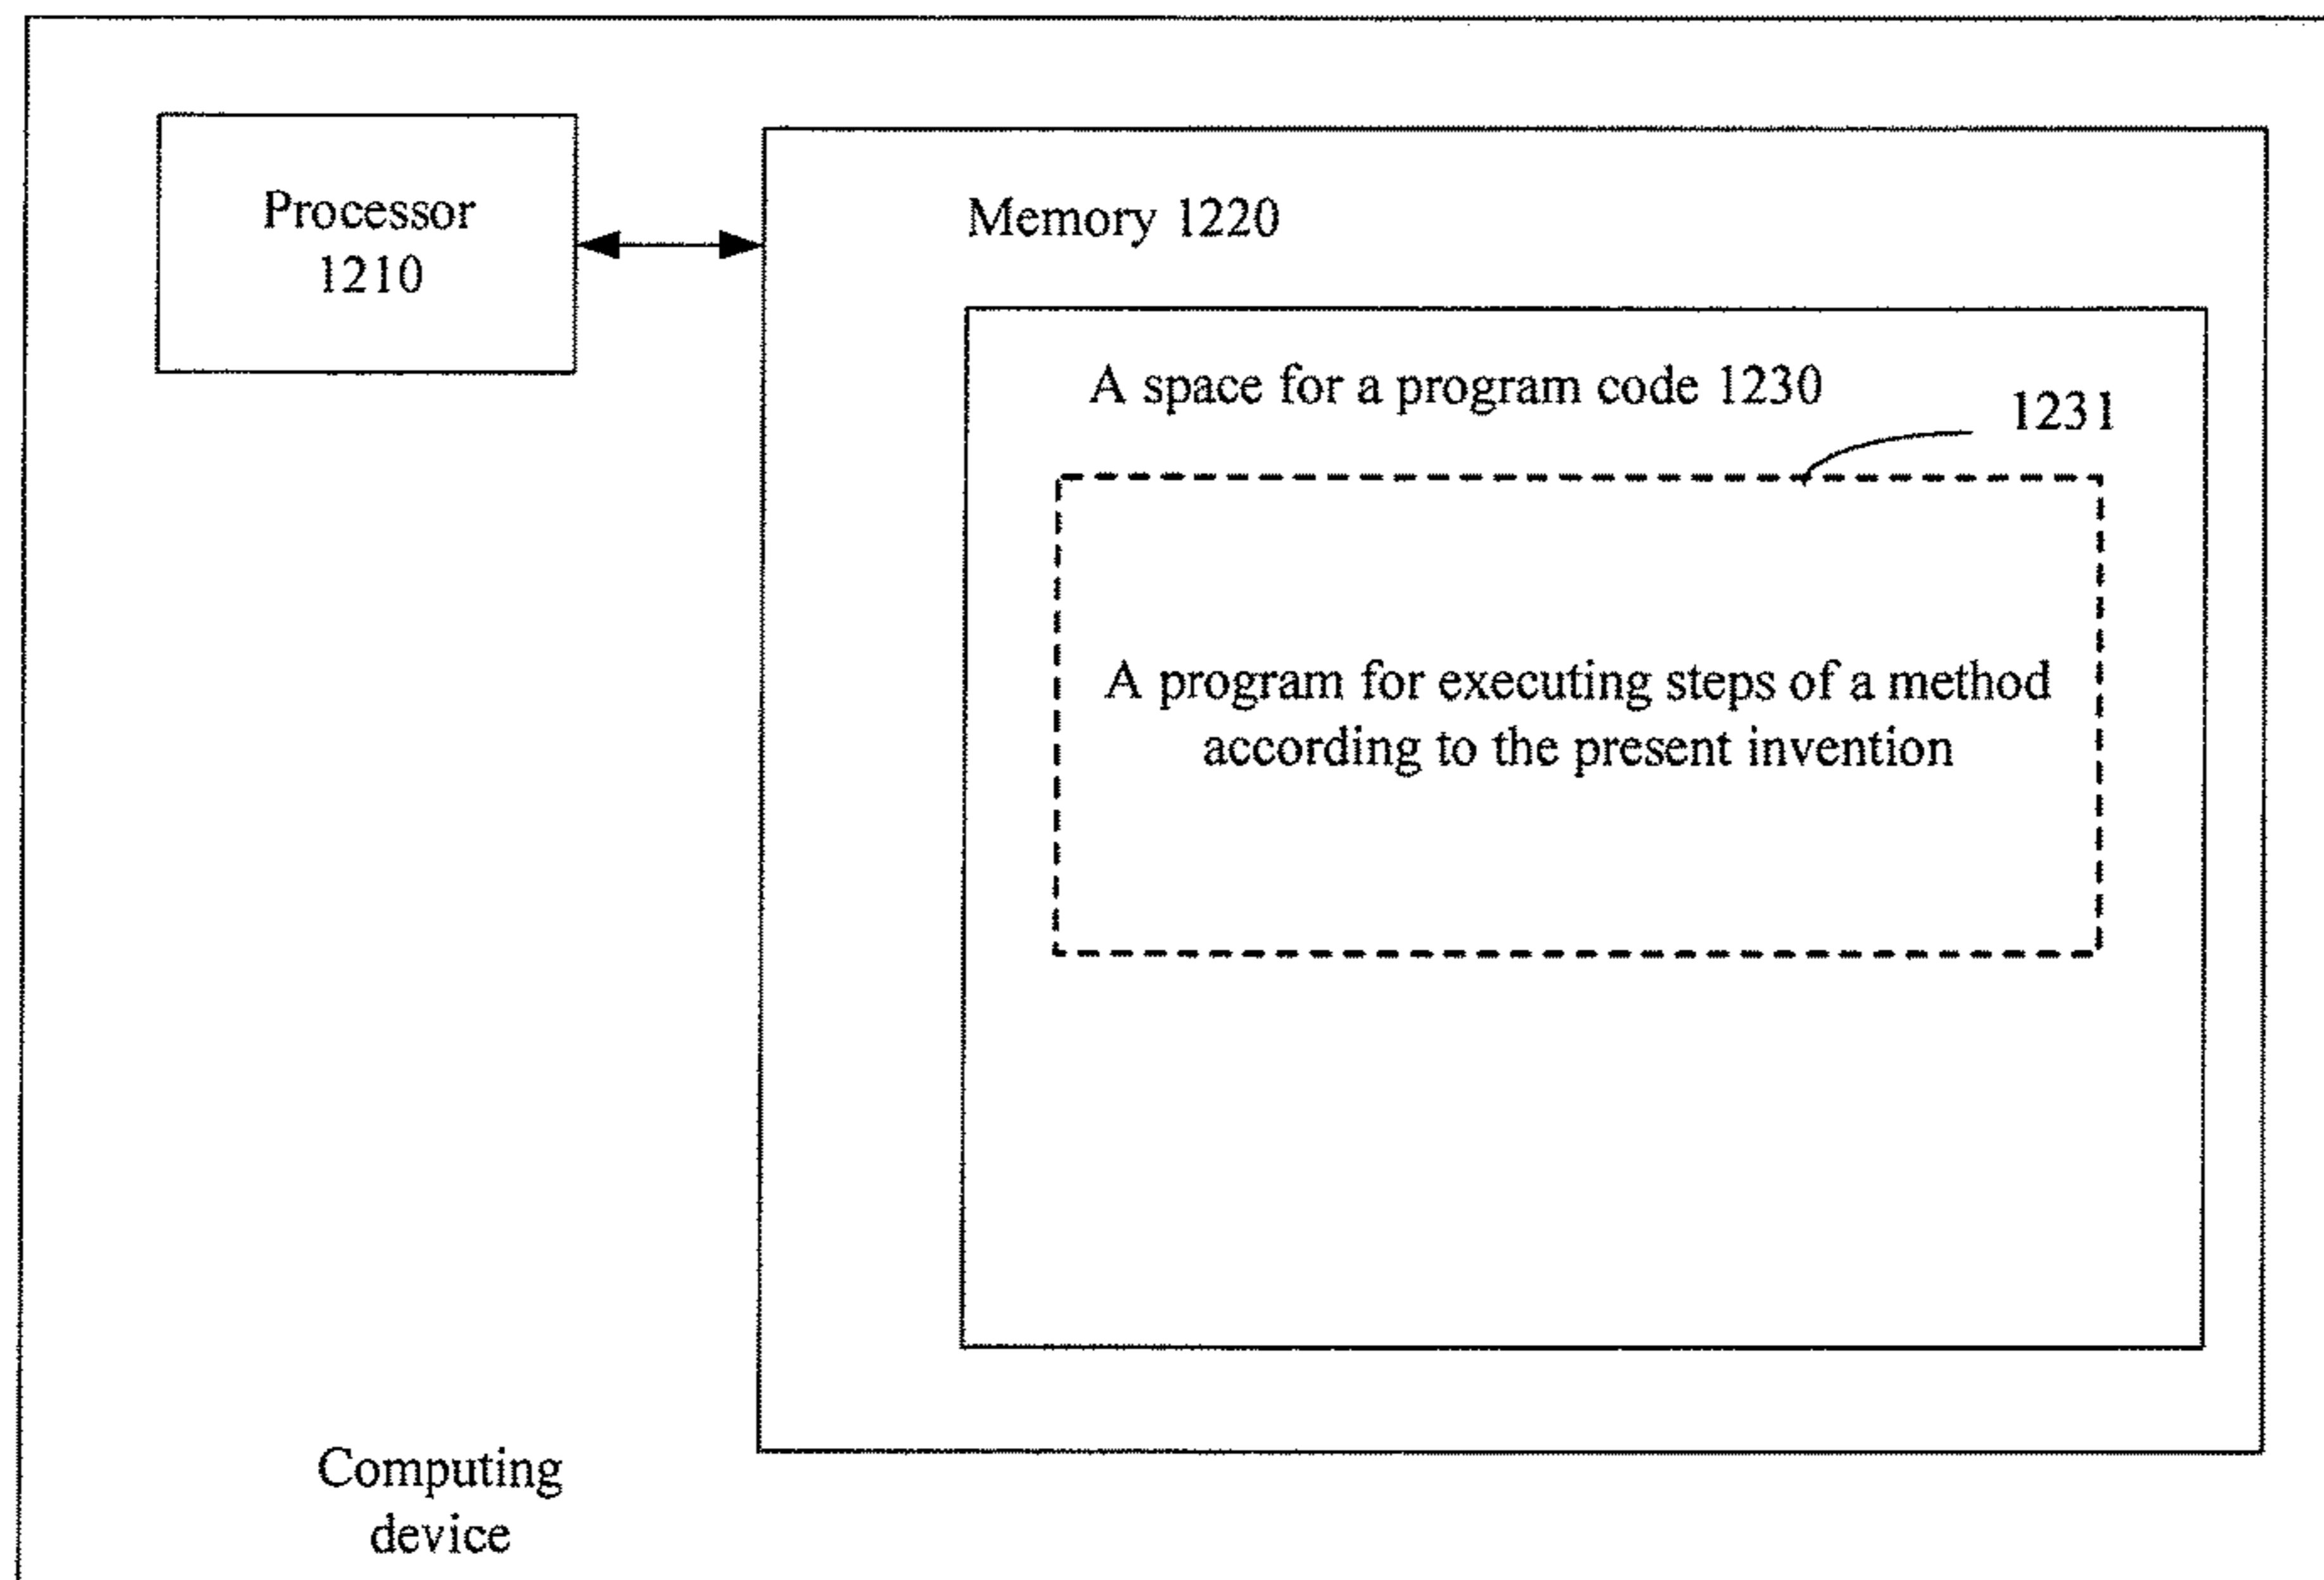 Processor
1210
Memory 1220
A space for a program code 1230
1231
A program for executing steps of a method
according to the present invention
Computing
device